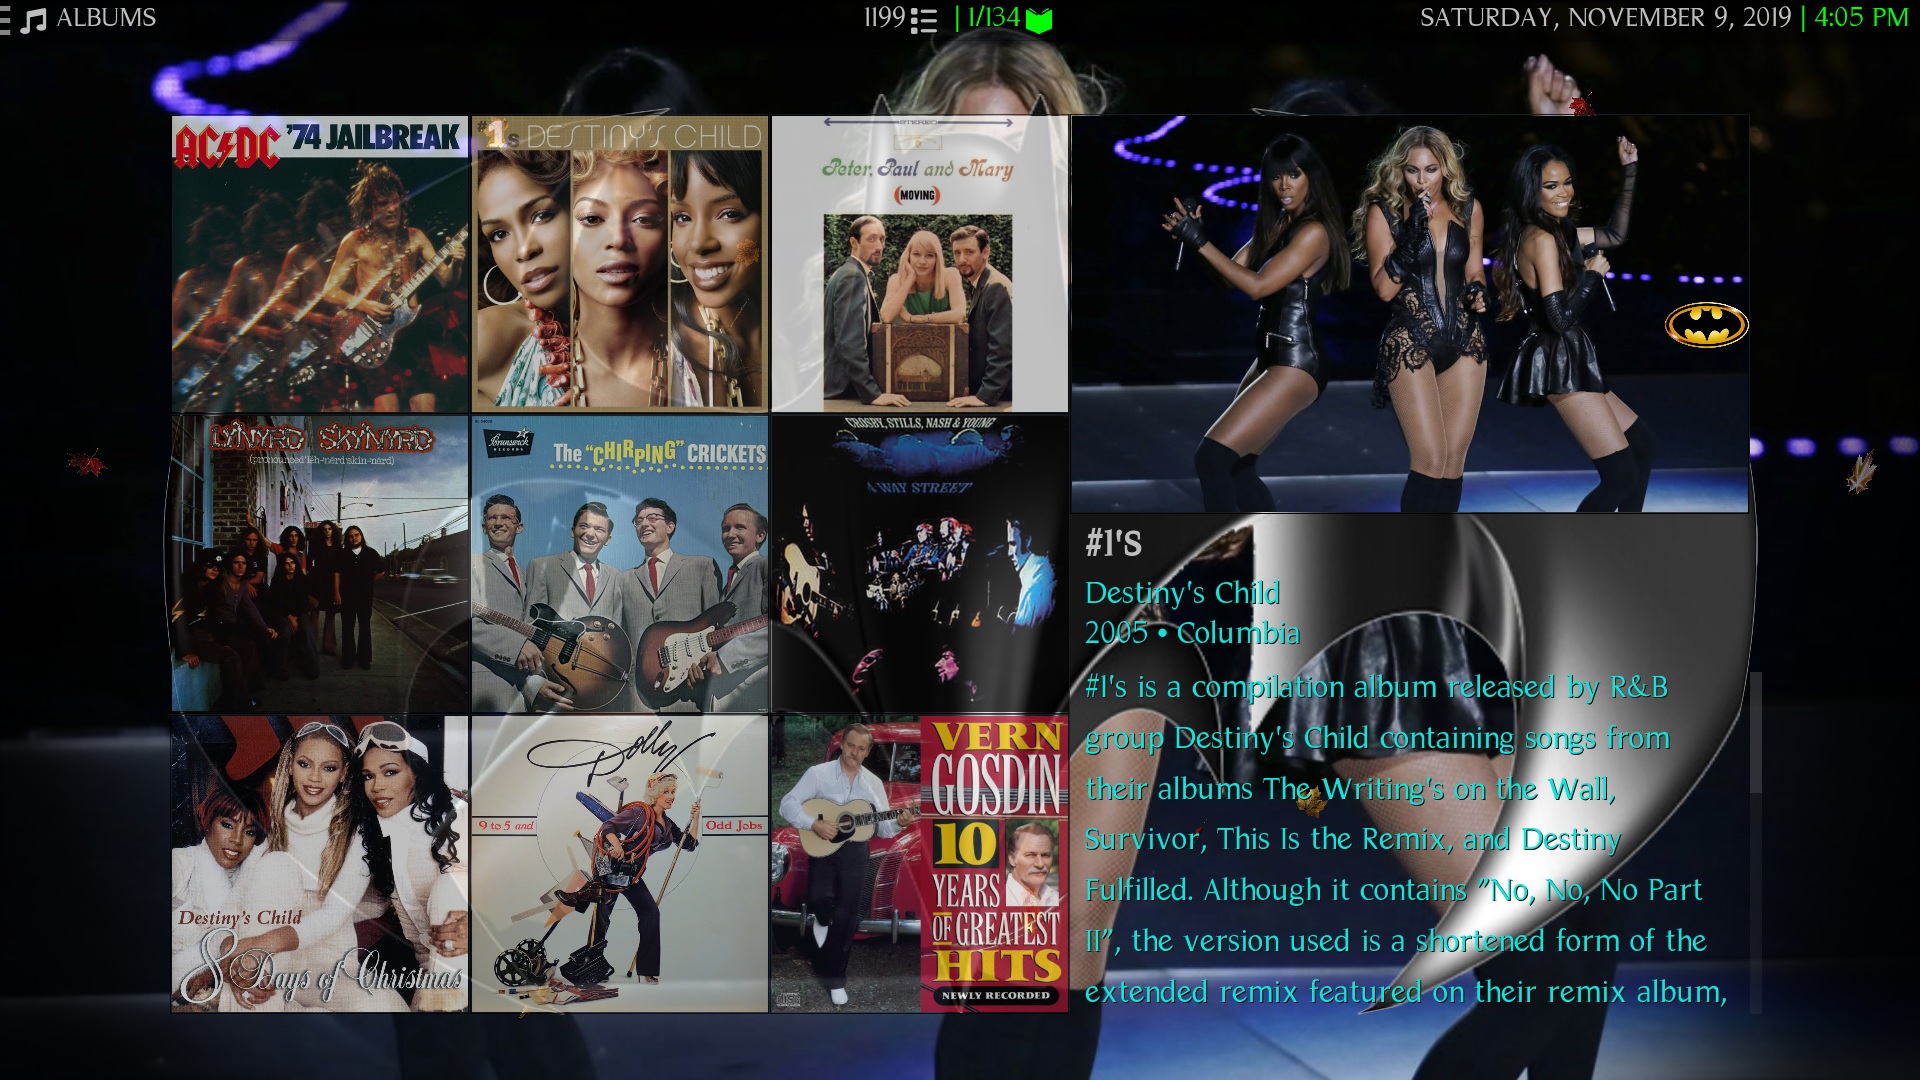 ALBUMS
1199 | 1/134
SATURDAY, NOVEMBER 9, 2019 | 4:05 PM
AC/DC '74 JAILBREAK
#1's DESTINY'S CHILD
STEREO
Peter, Paul and Mary
(MOVING)
LYNYRD SKYNYRD
(pronounced 'lĕh-'nérd 'skin-'nérd)
Brunswick
RECORDS
The "CHIRPING" CRICKETS
CROSBY, STILLS, NASH & YOUNG
4 WAY STREET
Destiny's Child
8 Days of Christmas
Dolly
9 to 5 and Odd Jobs
VERN
GOSDIN
10
YEARS
OF GREATEST
HITS
NEWLY RECORDED
#1'S
Destiny's Child
2005 • Columbia
#1's is a compilation album released by R&B
group Destiny's Child containing songs from
their albums The Writing's on the Wall,
Survivor, This Is the Remix, and Destiny
Fulfilled. Although it contains "No, No, No Part
II", the version used is a shortened form of the
extended remix featured on their remix album,